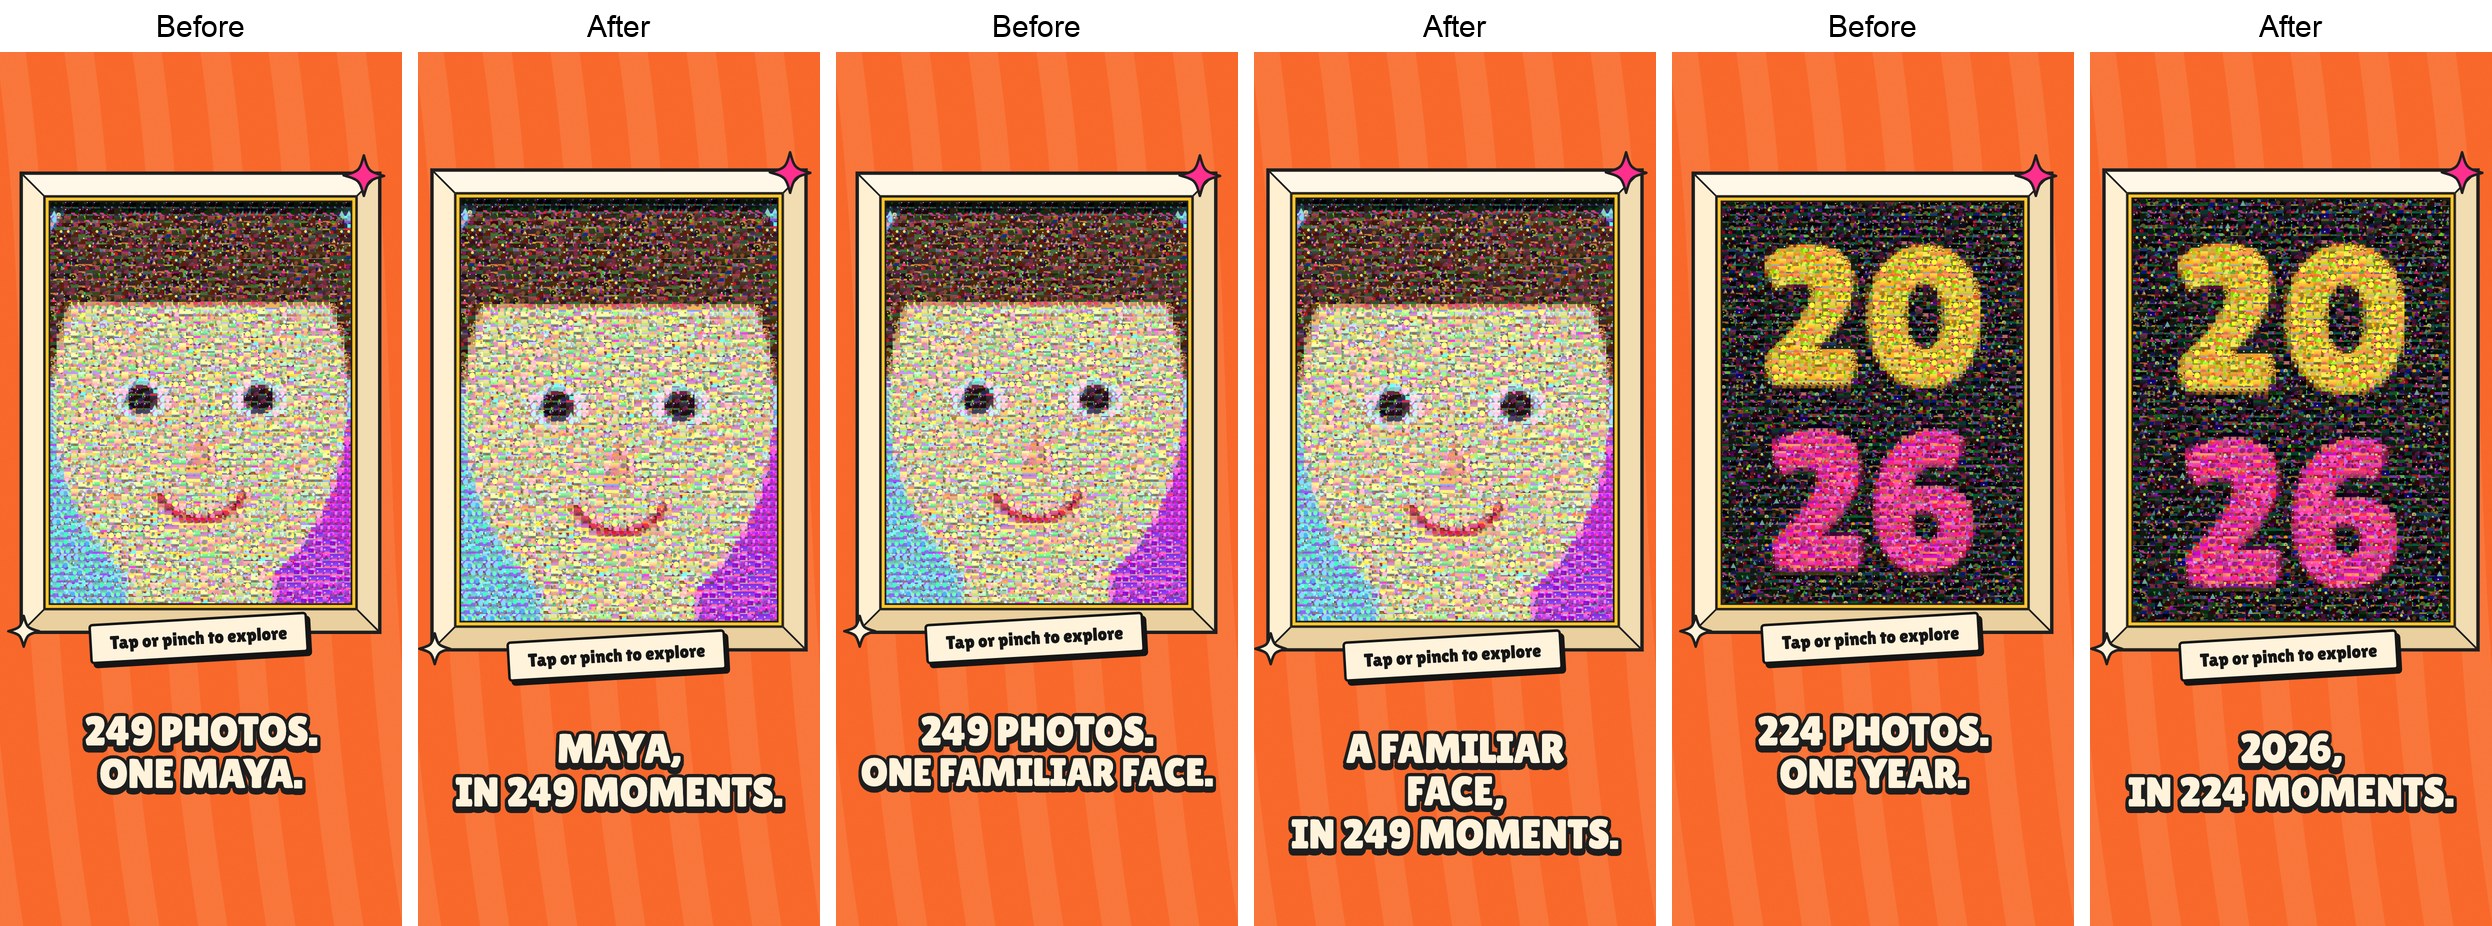 Before
After
Before
After
Before
After
Tap or pinch to explore
249 PHOTOS.
ONE MAYA.
Tap or pinch to explore
MAYA,
IN 249 MOMENTS.
Tap or pinch to explore
249 PHOTOS.
ONE FAMILIAR FACE.
Tap or pinch to explore
A FAMILIAR
FACE,
IN 249 MOMENTS.
20
26
Tap or pinch to explore
224 PHOTOS.
ONE YEAR.
20
26
Tap or pinch to explore
2026,
IN 224 MOMENTS.